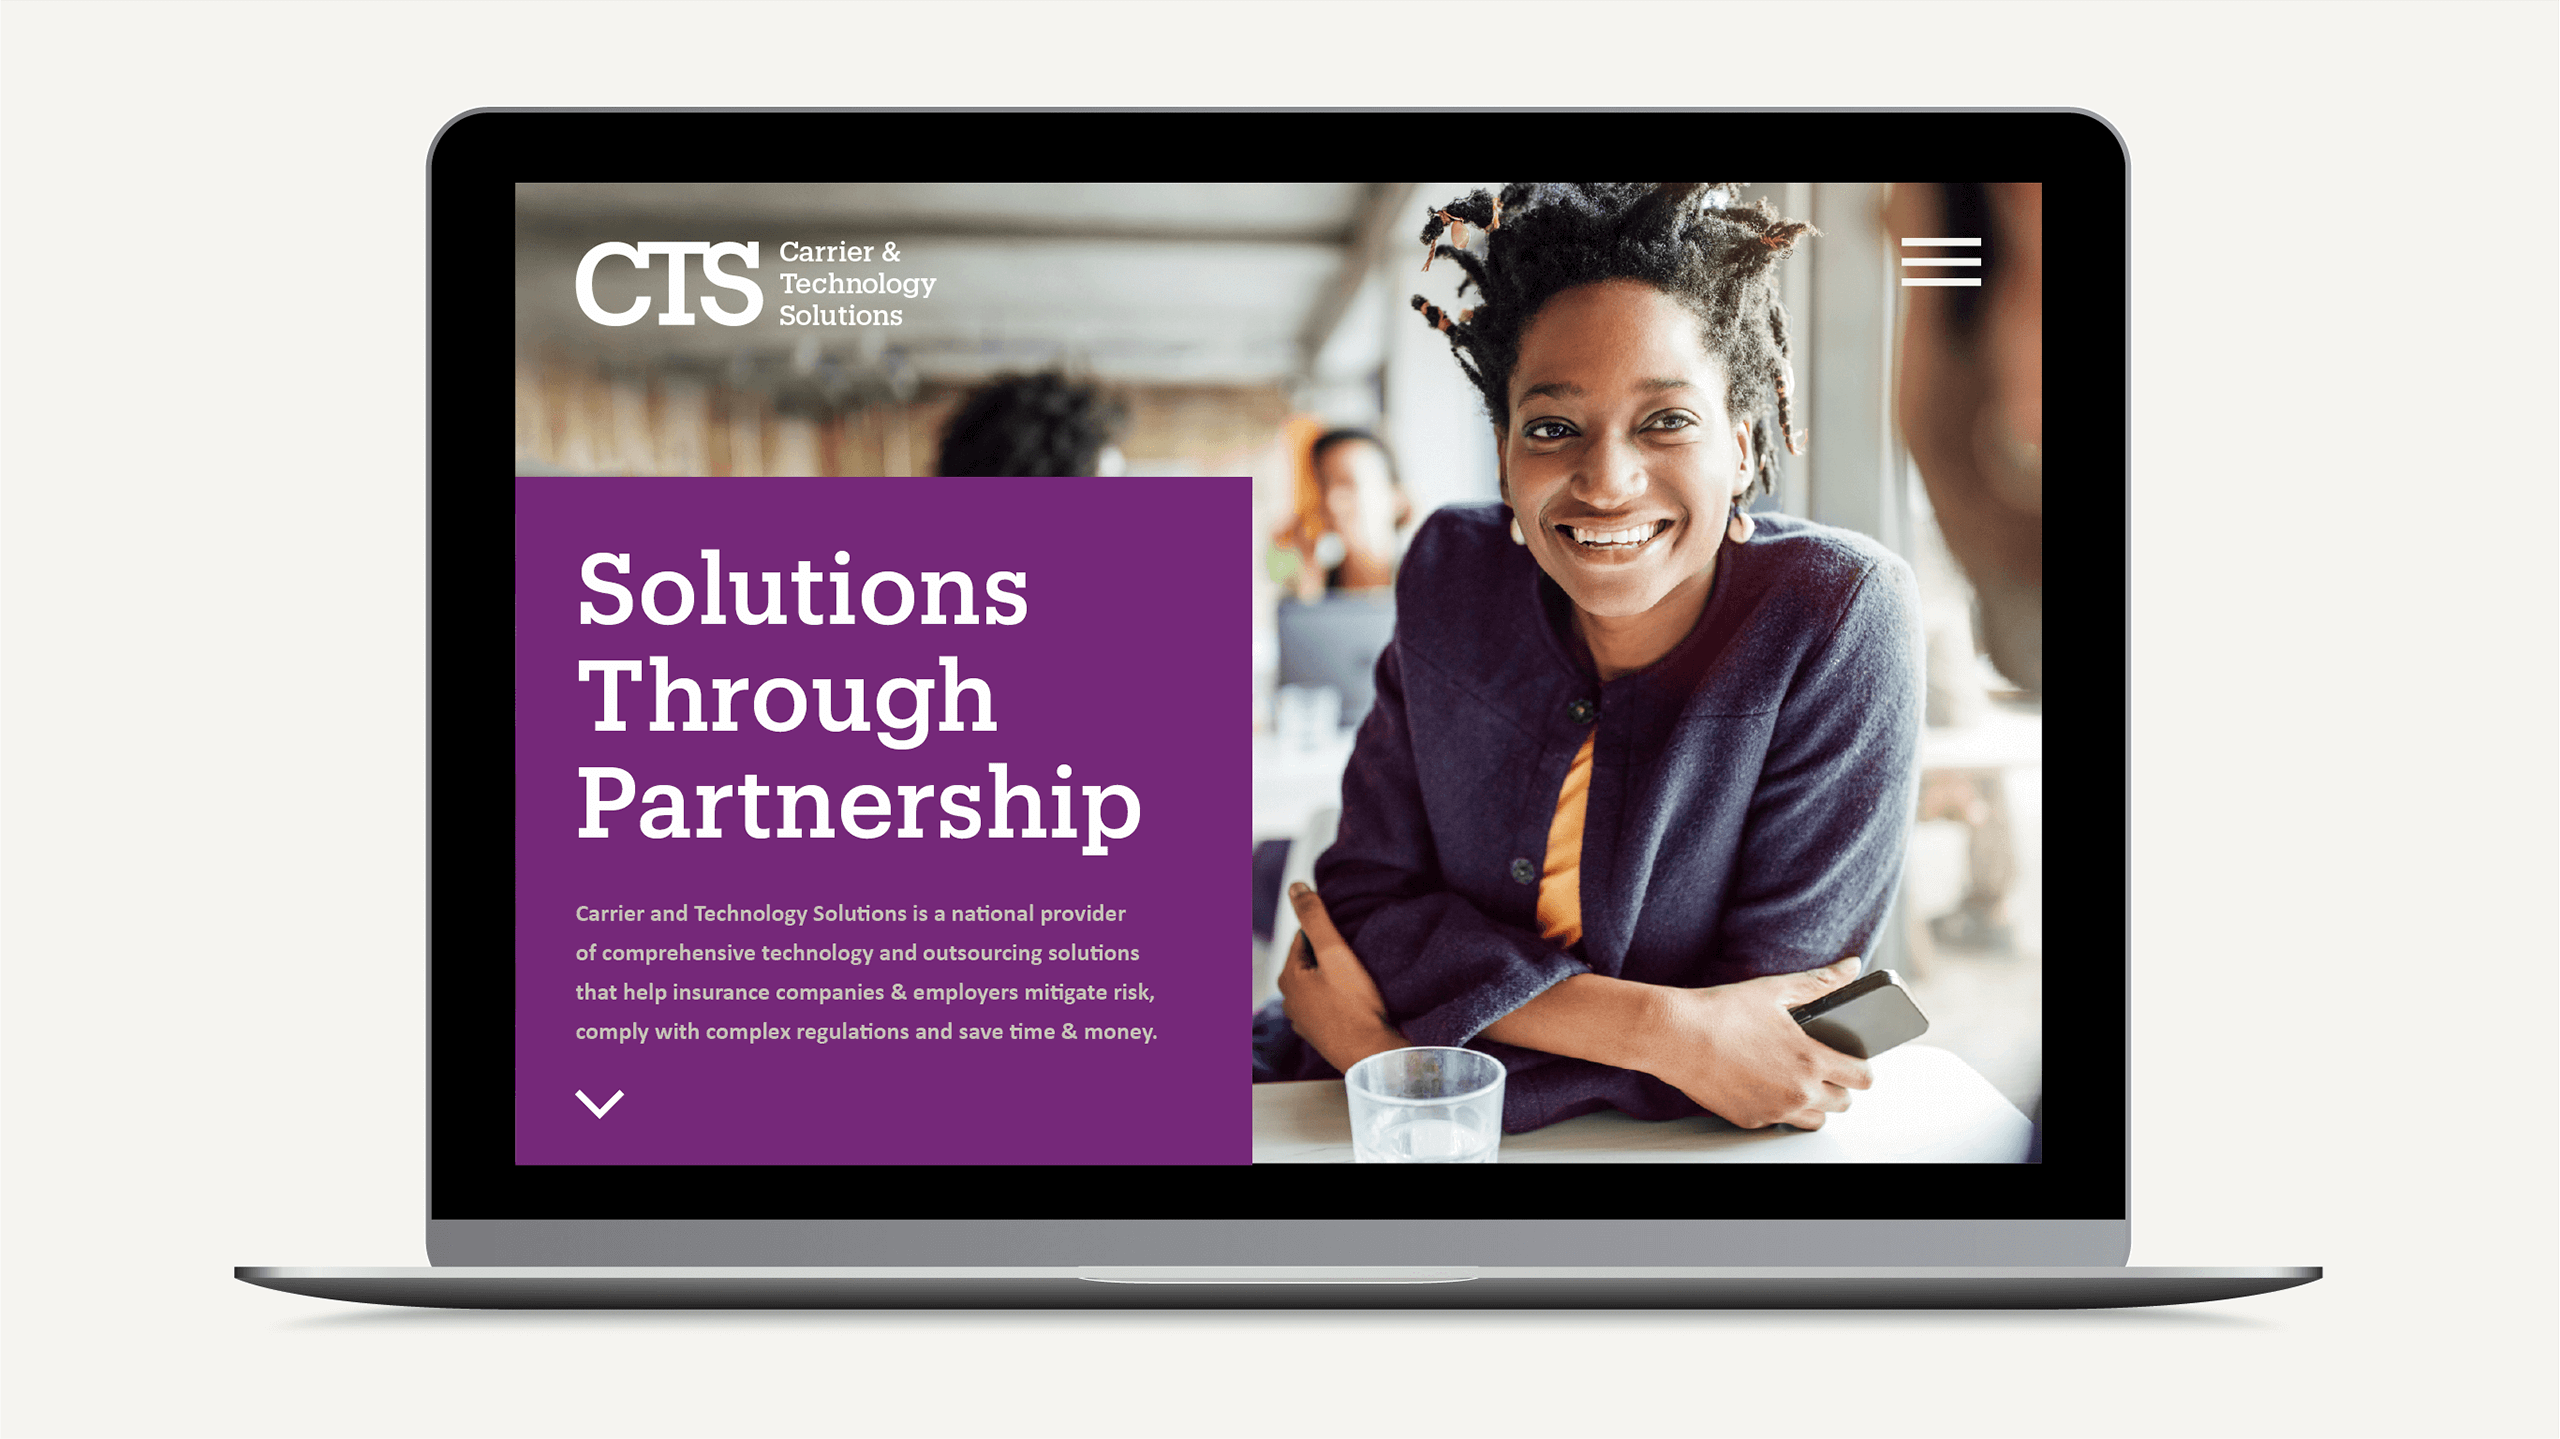 CTS
Carrier &
Technology
Solutions
Solutions
Through
Partnership
Carrier and Technology Solutions is a national provider
of comprehensive technology and outsourcing solutions
that help insurance companies & employers mitigate risk,
comply with complex regulations and save time & money.